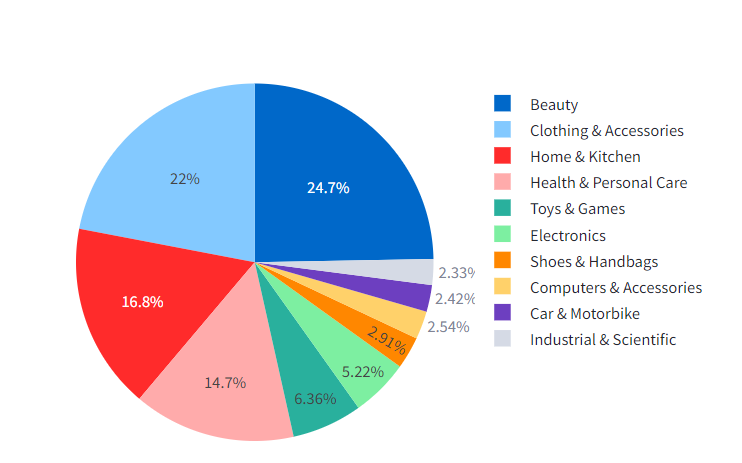 22%
24.7%
16.8%
14.7%
6.36%
5.22%
2.91%
2.54%
2.42%
2.33%
Beauty
Clothing & Accessories
Home & Kitchen
Health & Personal Care
Toys & Games
Electronics
Shoes & Handbags
Computers & Accessories
Car & Motorbike
Industrial & Scientific